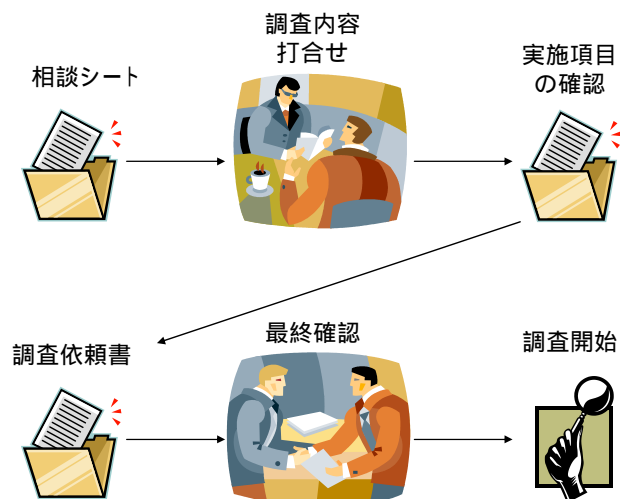 相談シート
調査内容
打合せ
実施項目
の確認
調査依頼書
最終確認
調査開始